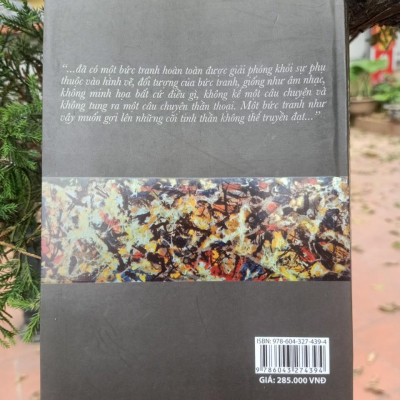 “...đã có một bức tranh hoàn toàn được giải phóng khỏi sự phụ
thuộc vào hình vẽ, đối tượng của bức tranh, giống như âm nhạc,
không minh họa bất cứ điều gì, không kể một câu chuyện và
không tung ra một câu chuyện thần thoại. Một bức tranh như
vậy muốn gợi lên những cõi tinh thần không thể truyền đạt...”
ISBN: 978-604-327-439-4
9 786043 274394
GIÁ: 285.000 VNĐ